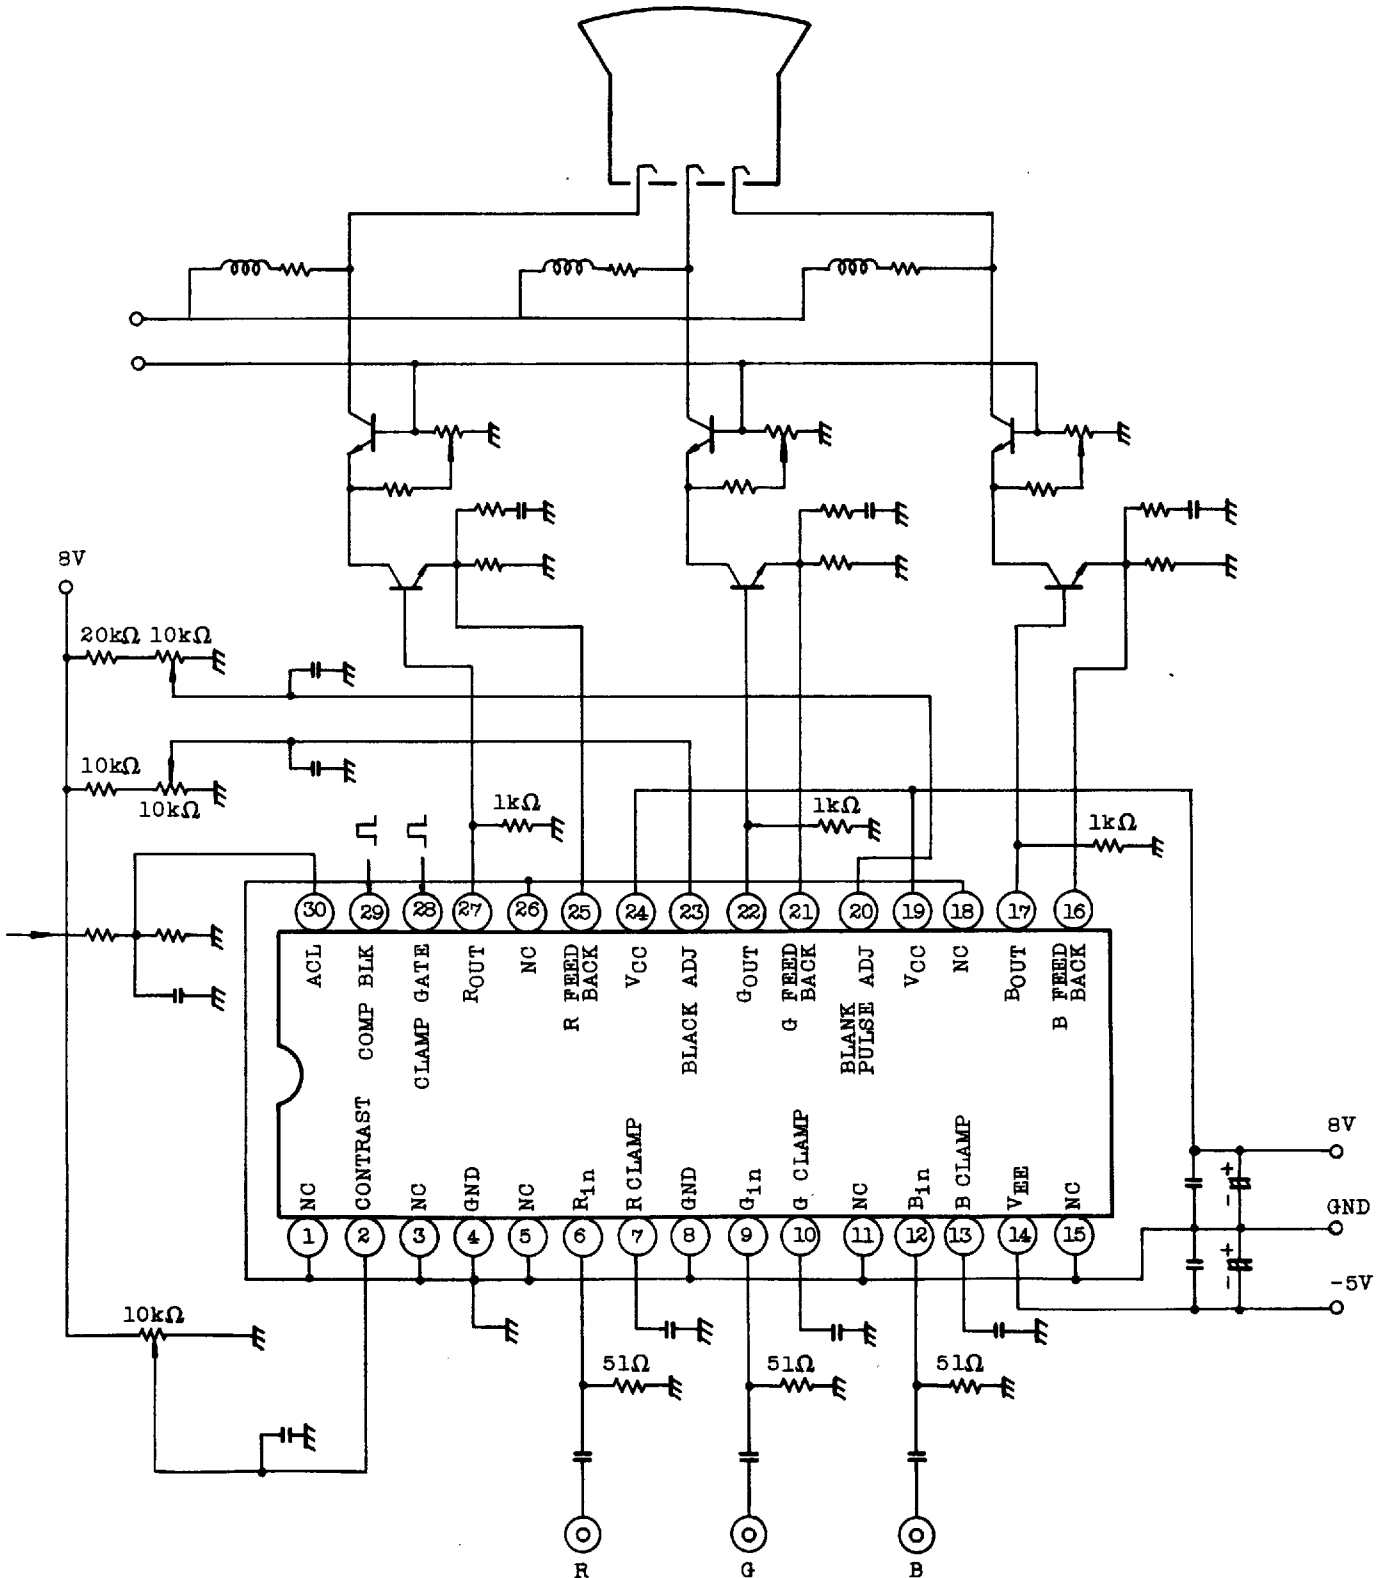 8V
20kΩ 10kΩ
10kΩ
10kΩ
1kΩ
1kΩ
1kΩ
30 29 28 27 26 25 24 23 22 21 20 19 18 17 16
ACL
COMP BLK
CLAMP GATE
ROUT
NC
R FEED
BACK
VCC
BLACK ADJ
GOUT
G FEED
BACK
BLANK
PULSE ADJ
VCC
NC
BOUT
B FEED
BACK
NC
CONTRAST
NC
GND
NC
Rin
R CLAMP
GND
Gin
G CLAMP
NC
Bin
B CLAMP
VEE
NC
1 2 3 4 5 6 7 8 9 10 11 12 13 14 15
8V
+
-
GND
+
-
-5V
10kΩ
51Ω
51Ω
51Ω
R
G
B